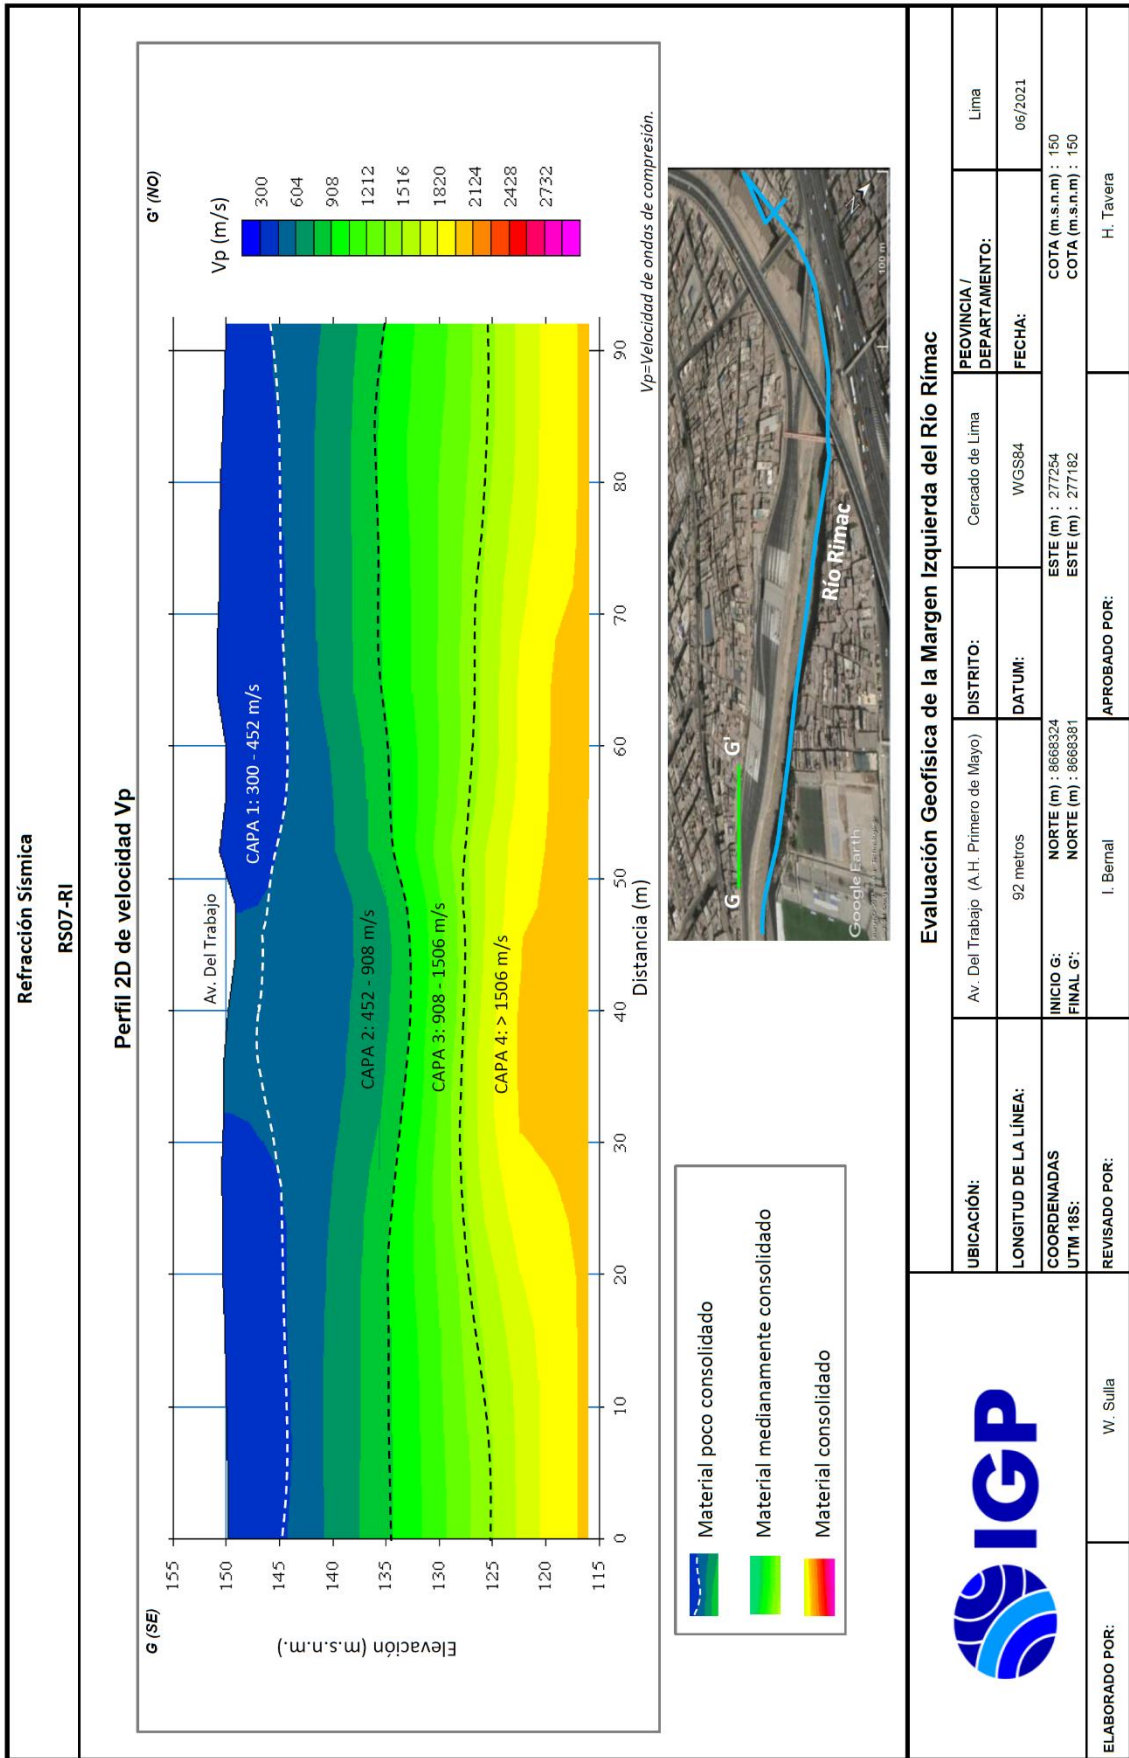 Refracción Sísmica
RS07-RI
Perfil 2D de velocidad Vp
G (SE)
G' (NO)
Elevación (m.s.n.m.)
155
150
145
140
135
130
125
120
115
Av. Del Trabajo
CAPA 1: 300 - 452 m/s
CAPA 2: 452 - 908 m/s
CAPA 3: 908 - 1506 m/s
CAPA 4: > 1506 m/s
0 10 20 30 40 50 60 70 80 90
Distancia (m)
Vp (m/s)
300
604
908
1212
1516
1820
2124
2428
2732
Vp=Velocidad de ondas de compresión.
Material poco consolidado
Material medianamente consolidado
Material consolidado
G G'
Río Rimac
Google Earth
100 m
N
IGP
Evaluación Geofísica de la Margen Izquierda del Río Rímac
UBICACIÓN: Av. Del Trabajo (A.H. Primero de Mayo) DISTRITO: Cercado de Lima PEOVINCIA / DEPARTAMENTO: Lima
LONGITUD DE LA LÍNEA: 92 metros DATUM: WGS84 FECHA: 06/2021
COORDENADAS UTM 18S:
INICIO G: NORTE (m) : 8668324 ESTE (m) : 277254 COTA (m.s.n.m) : 150
FINAL G': NORTE (m) : 8668381 ESTE (m) : 277182 COTA (m.s.n.m) : 150
ELABORADO POR: W. Sulla REVISADO POR: I. Bernal APROBADO POR: H. Tavera